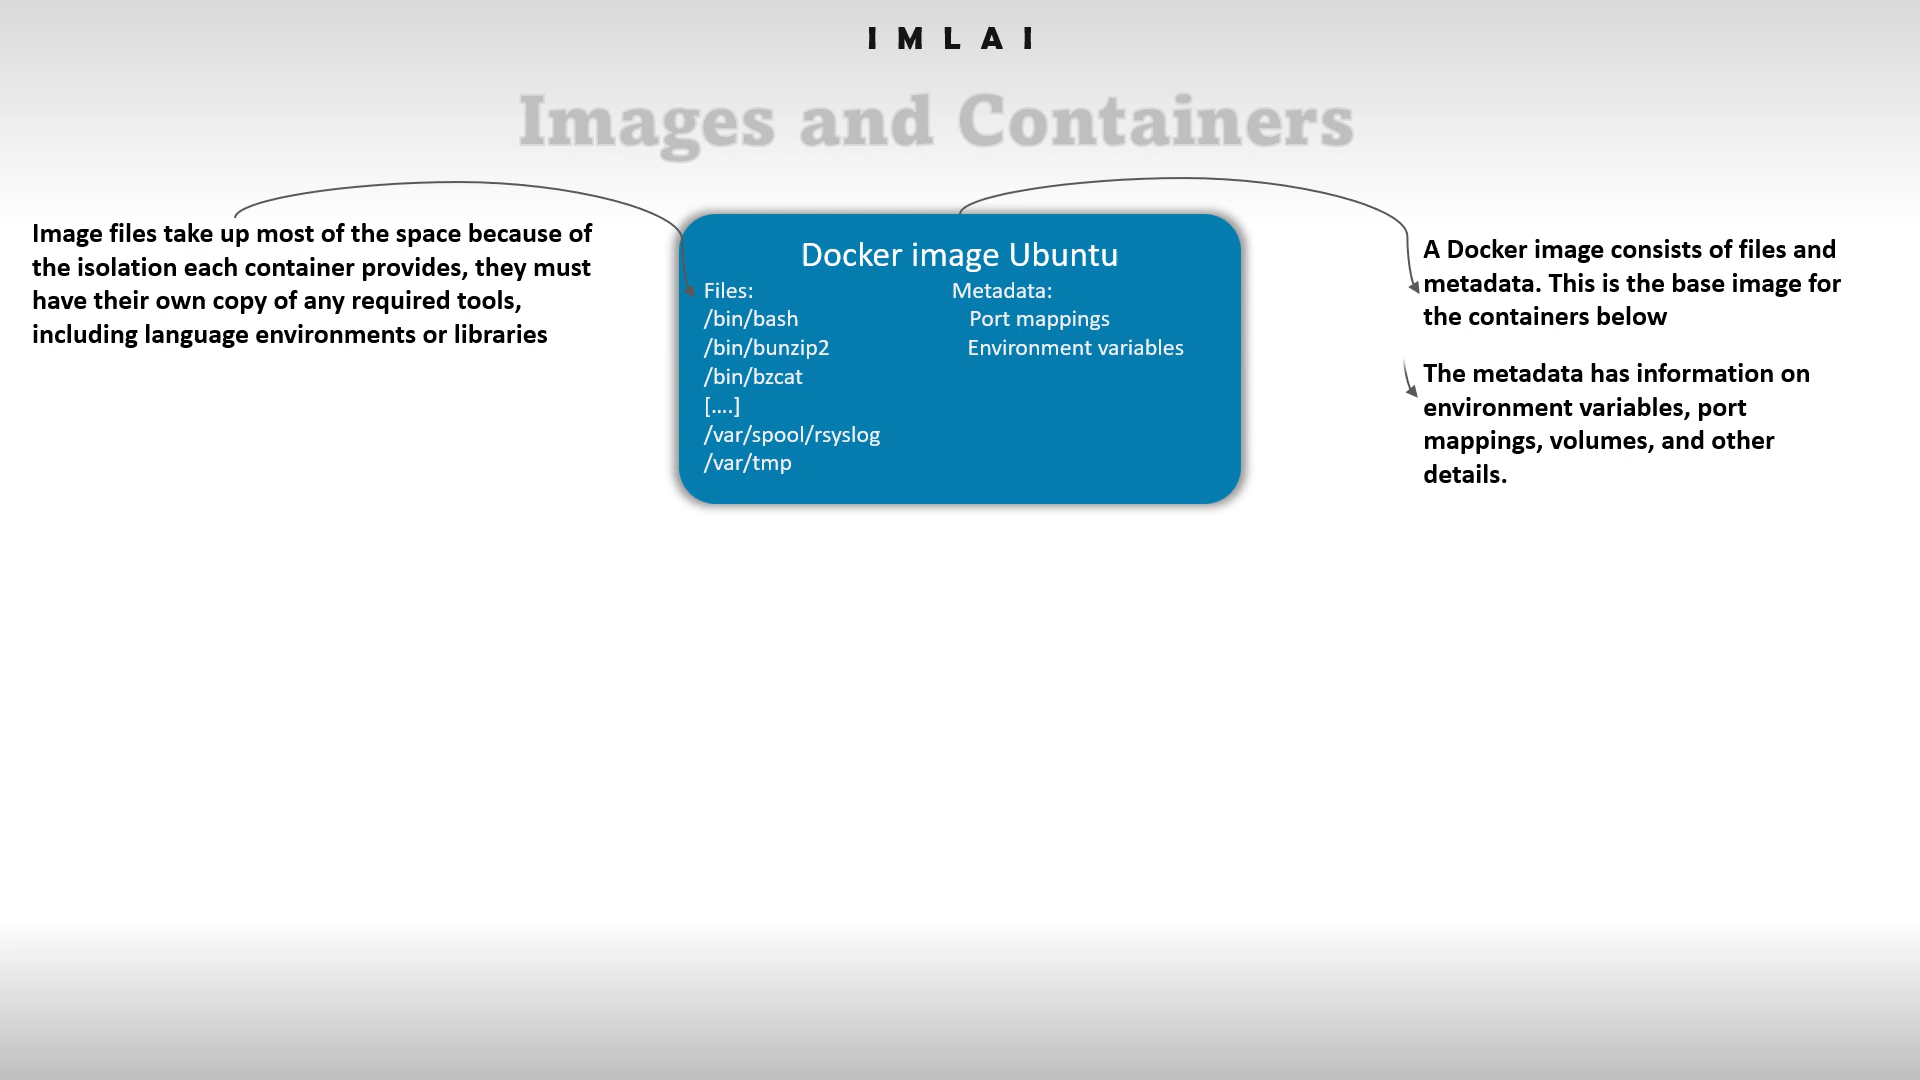 IMLAI
Images and Containers
Image files take up most of the space because of
the isolation each container provides, they must
have their own copy of any required tools,
including language environments or libraries
Docker image Ubuntu
Files:
/bin/bash
/bin/bunzip2
/bin/bzcat
[....]
/var/spool/rsyslog
/var/tmp
Metadata:
Port mappings
Environment variables
A Docker image consists of files and
metadata. This is the base image for
the containers below
The metadata has information on
environment variables, port
mappings, volumes, and other
details.